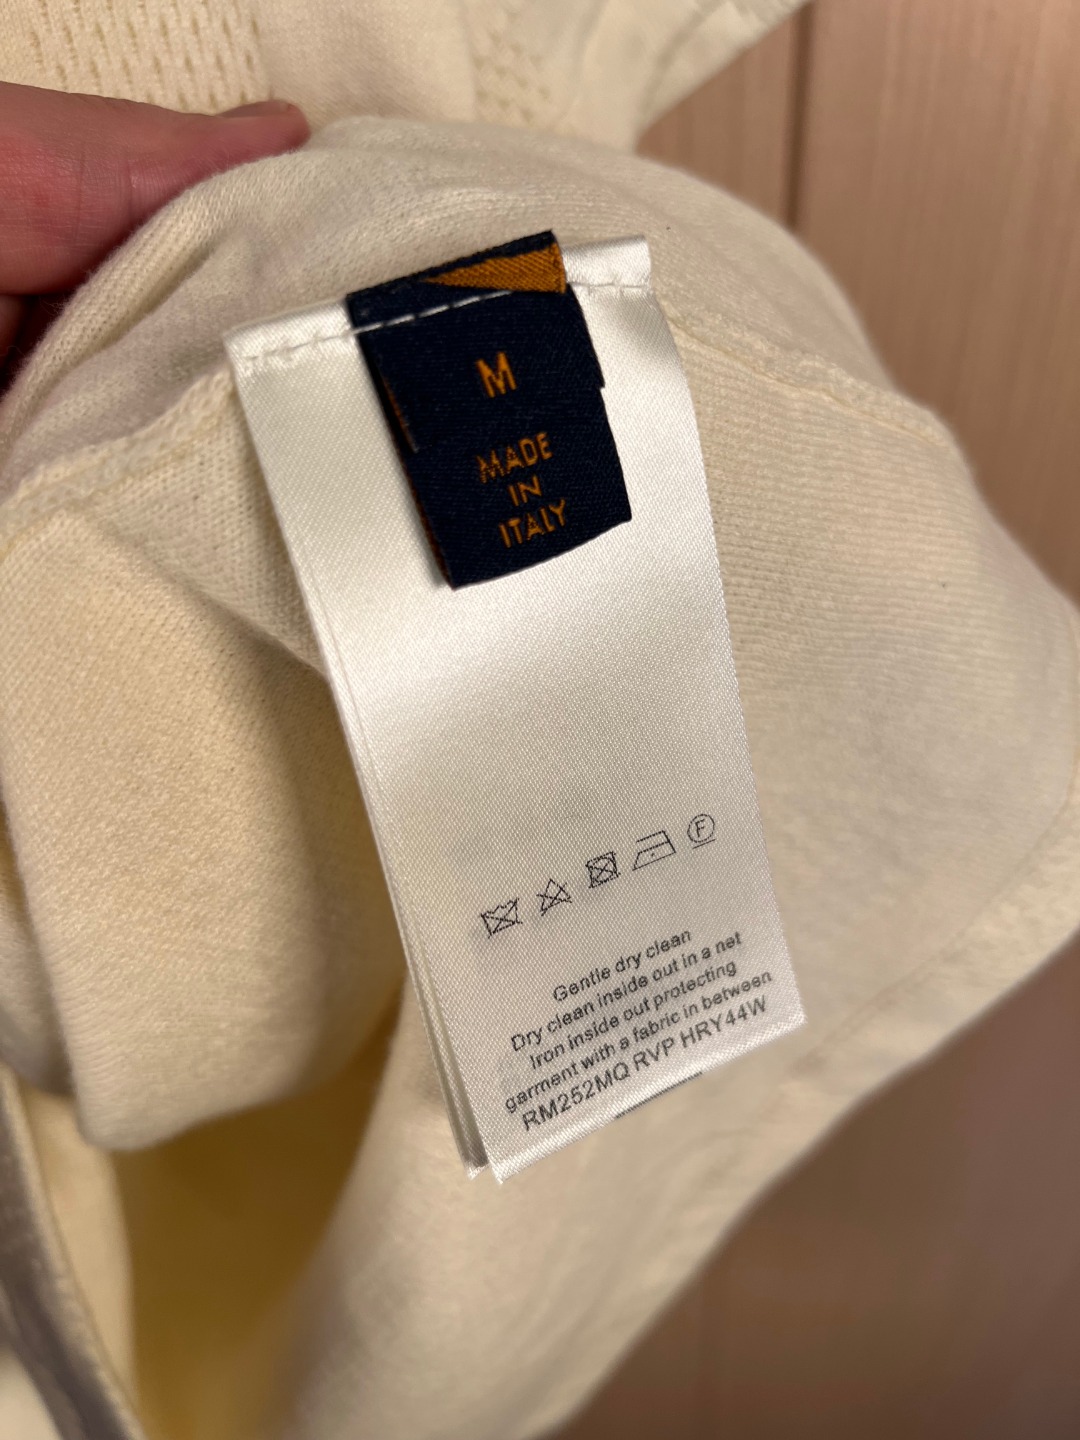 M
MADE
IN
ITALY
F
Gentle dry clean
Dry clean inside out in a net
Iron inside out protecting
garment with a fabric in between
RM252MQ RVP HRY44W